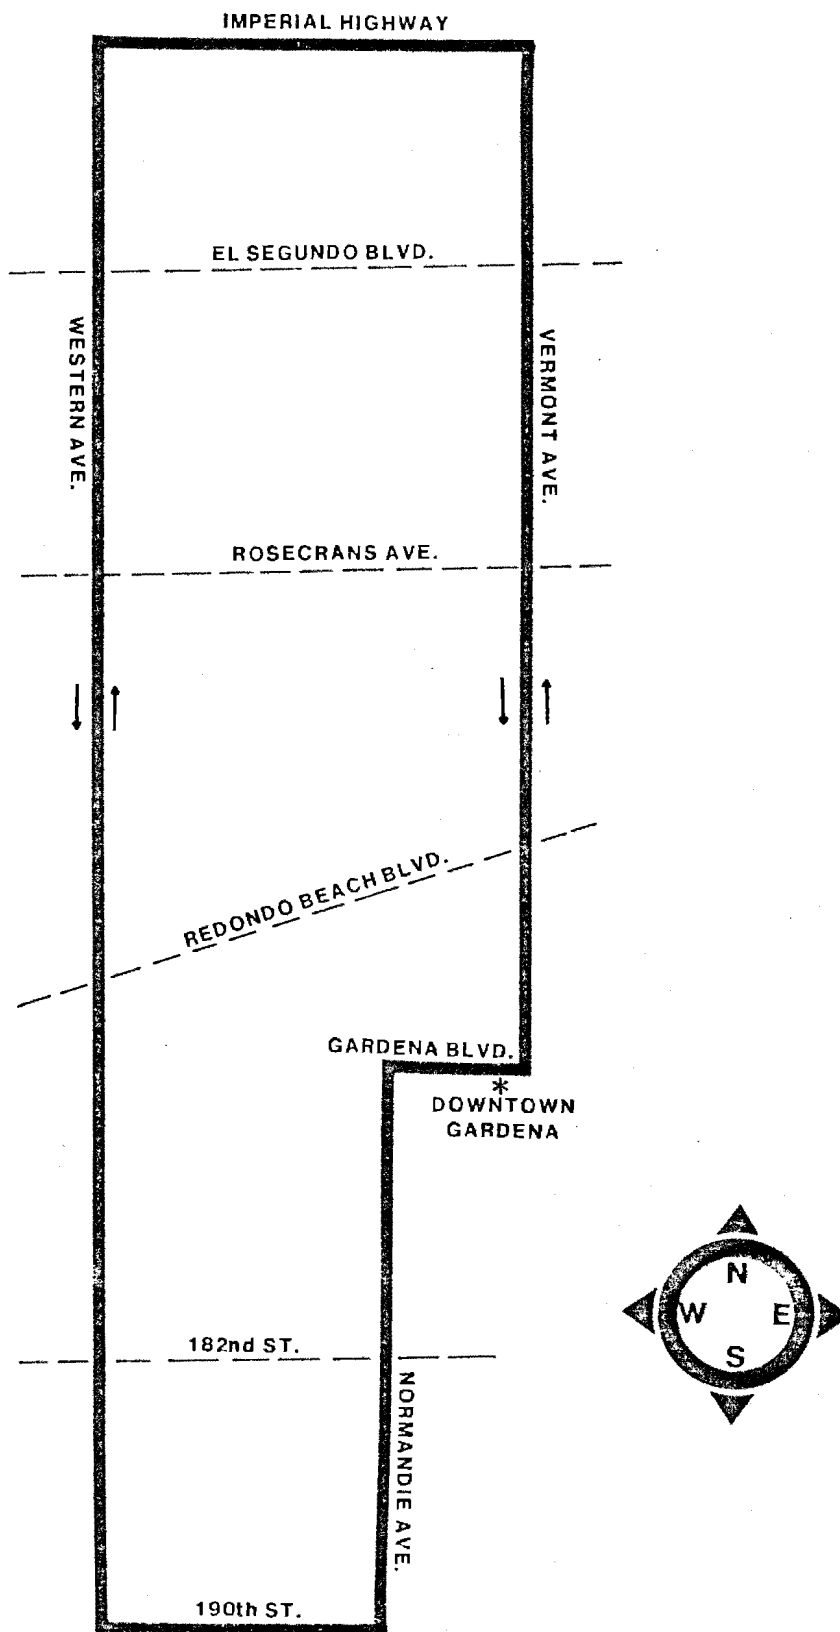 IMPERIAL HIGHWAY
EL SEGUNDO BLVD.
WESTERN AVE.
VERMONT AVE.
ROSECRANS AVE.
REDONDO BEACH BLVD.
GARDENA BLVD.
*
DOWNTOWN
GARDENA
N
W E
S
182nd ST.
NORMANDIE AVE.
190th ST.